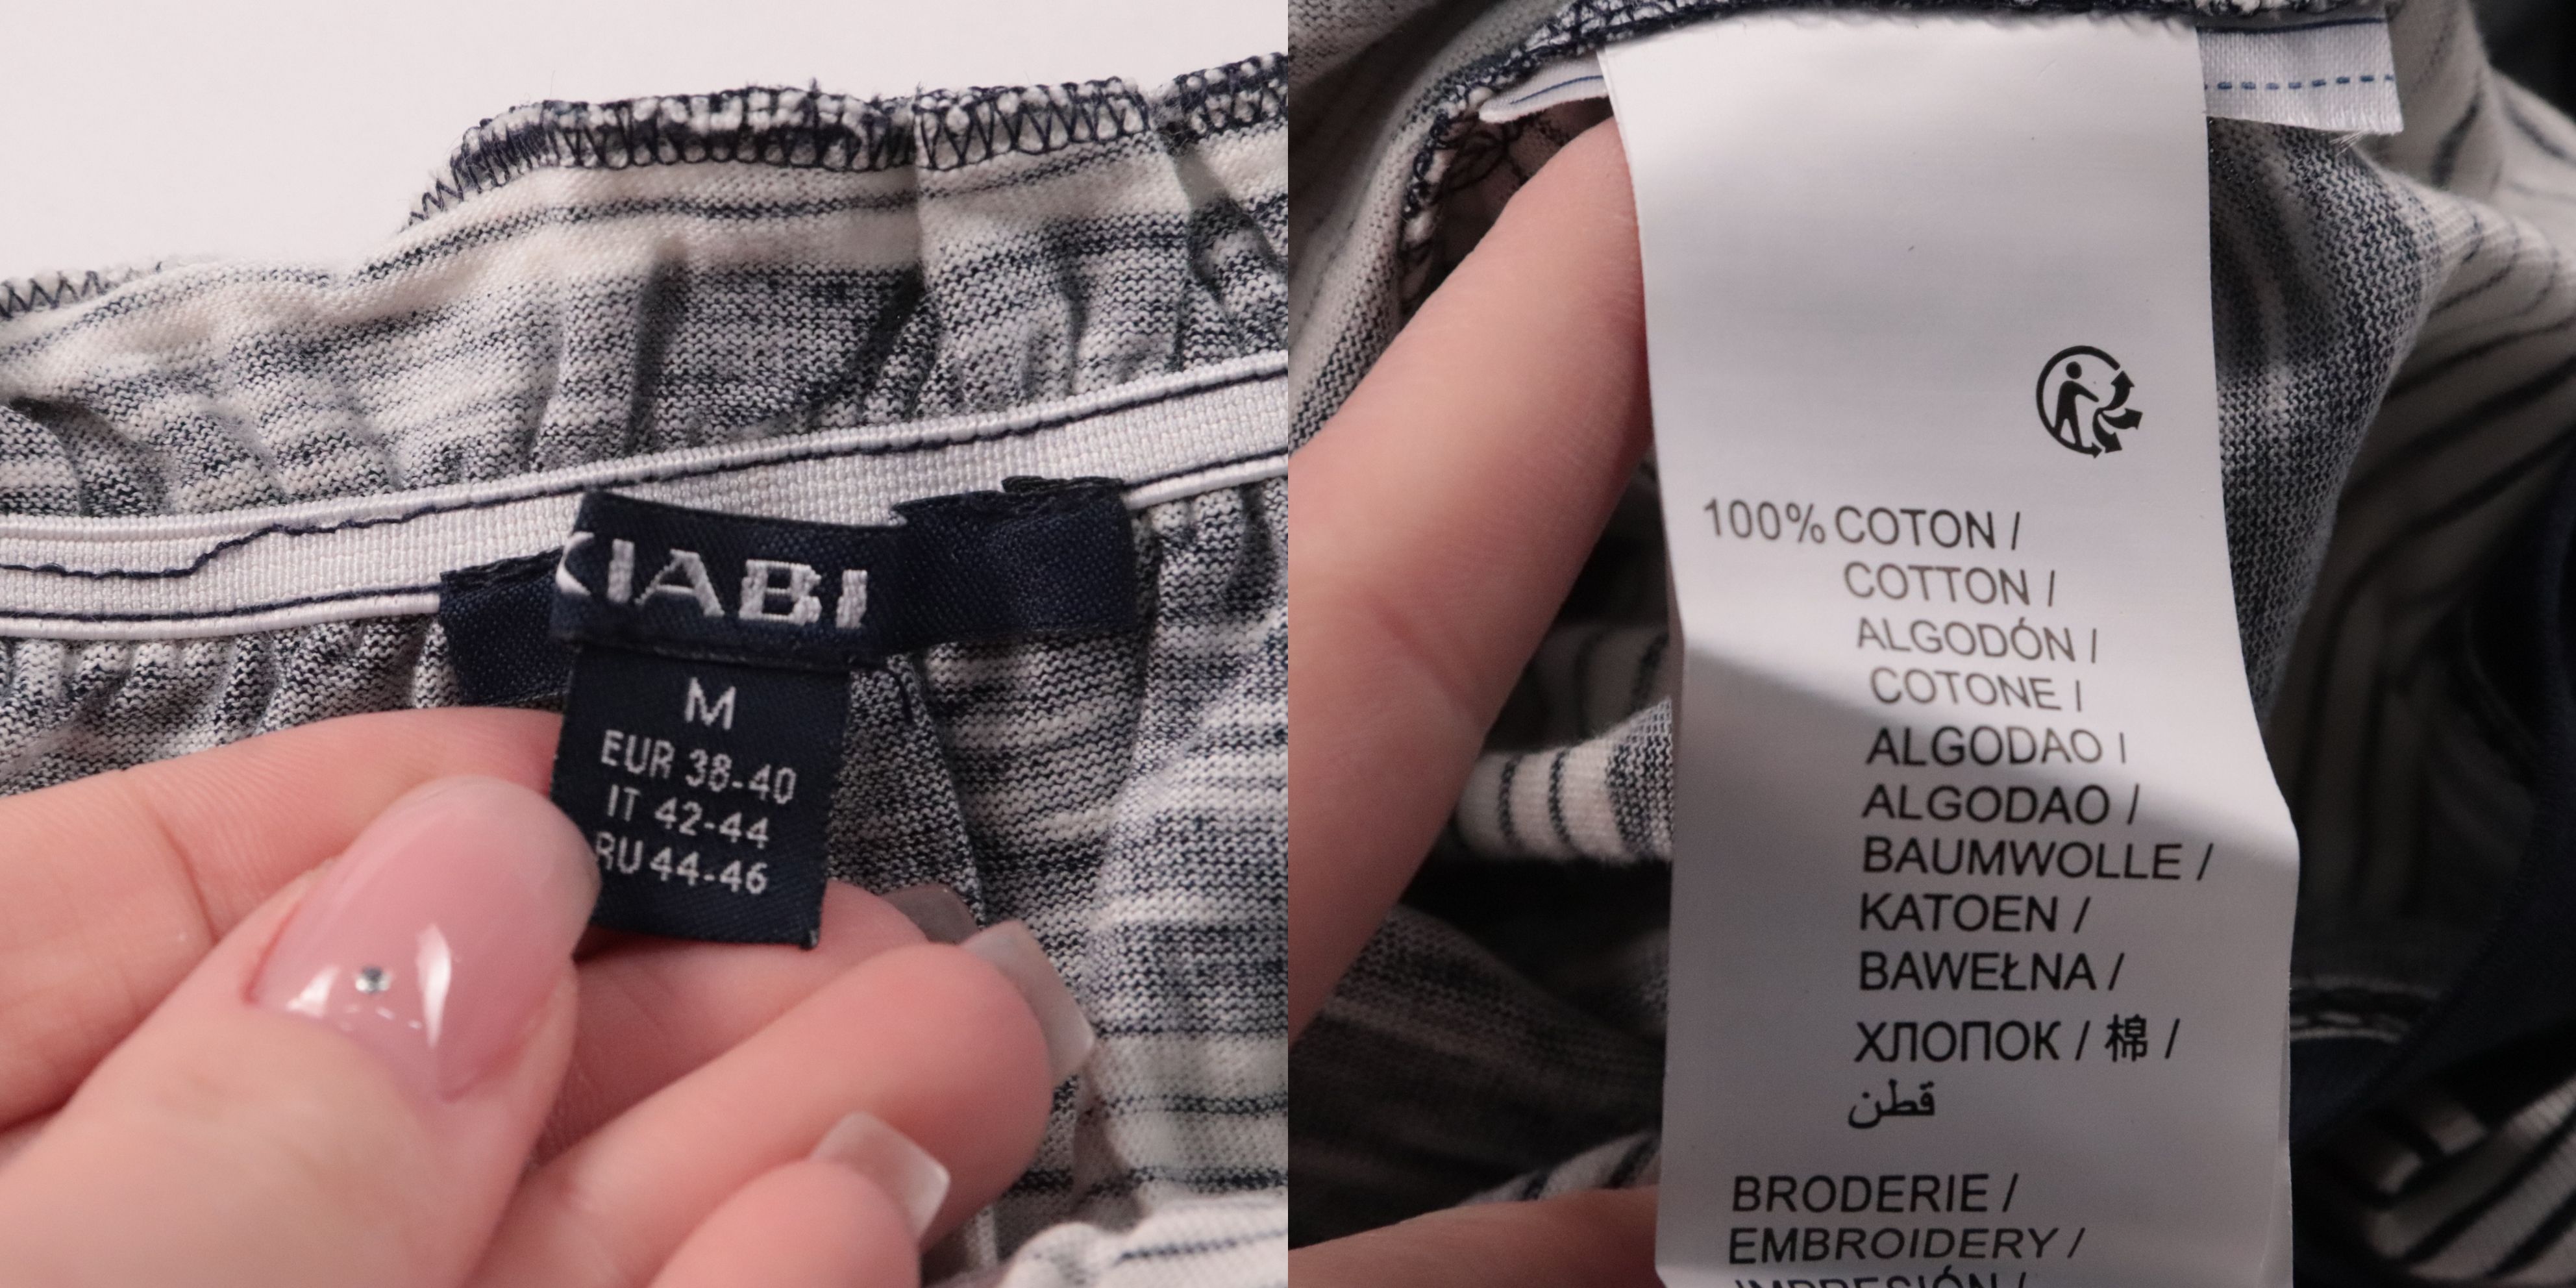 KIABI
M
EUR 38-40
IT 42-44
RU 44-46
100% COTON /
COTTON /
ALGODÓN /
COTONE /
ALGODAO /
ALGODAO /
BAUMWOLLE /
KATOEN /
BAWEŁNA /
ХЛОПОК / 棉 /
قطن
BRODERIE /
EMBROIDERY /
IMPRESIÓN /